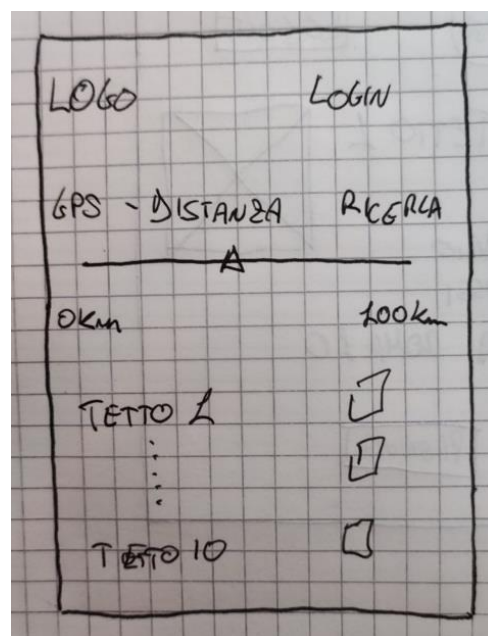 LOGO LOGIN
GPS - DISTANZA RICERCA
0Km 100Km
TETTO 1
TETTO 10